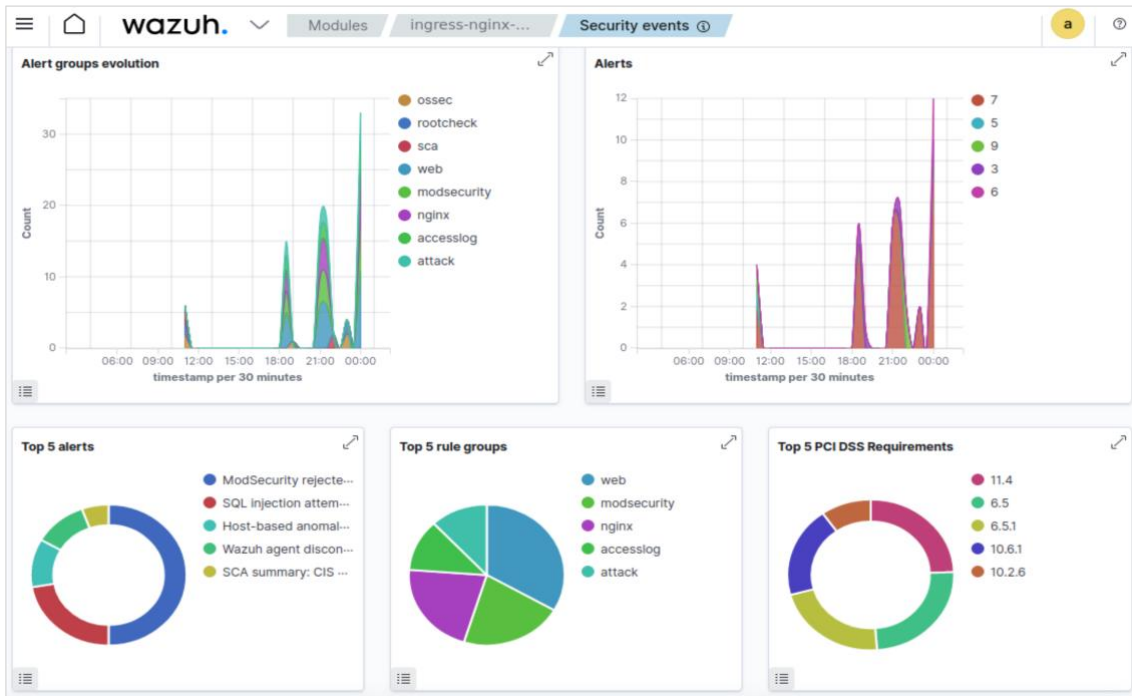 wazuh. Modules ingress-nginx-... Security events a
Alert groups evolution
30
20
10
0
Count
06:00 09:00 12:00 15:00 18:00 21:00 00:00
timestamp per 30 minutes
ossec
rootcheck
sca
web
modsecurity
nginx
accesslog
attack
Alerts
12
10
8
6
4
2
0
Count
06:00 09:00 12:00 15:00 18:00 21:00 00:00
timestamp per 30 minutes
7
5
9
3
6
Top 5 alerts
ModSecurity rejecte...
SQL injection attem...
Host-based anomal...
Wazuh agent discon...
SCA summary: CIS ...
Top 5 rule groups
web
modsecurity
nginx
accesslog
attack
Top 5 PCI DSS Requirements
11.4
6.5
6.5.1
10.6.1
10.2.6